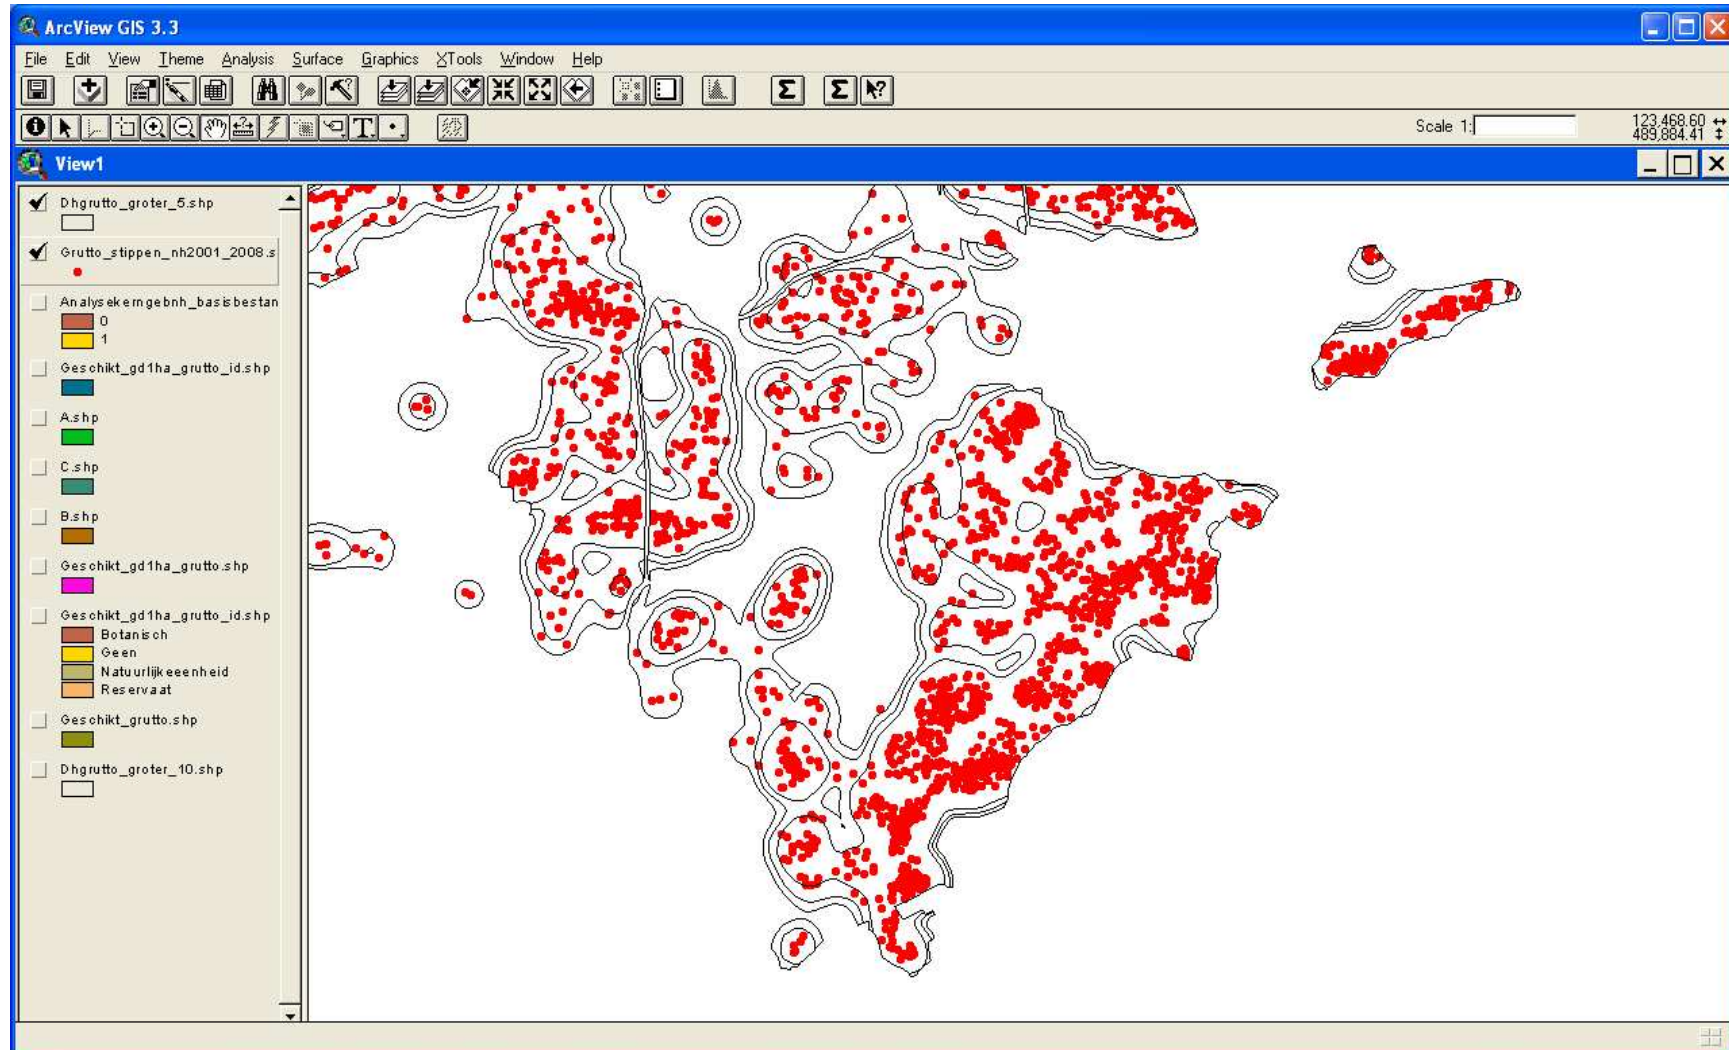 ArcView GIS 3.3
File Edit View Theme Analysis Surface Graphics XTools Window Help
Scale 1:
123,468.60
489,884.41
View1
Dhgrutto_groter_5.shp
Grutto_stippen_nh2001_2008.s
Analysekerngebnh_basisbestan
0
1
Geschikt_gd1ha_grutto_id.shp
A.shp
C.shp
B.shp
Geschikt_gd1ha_grutto.shp
Geschikt_gd1ha_grutto_id.shp
Botanisch
Geen
Natuurlijkeeenheid
Reservaat
Geschikt_grutto.shp
Dhgrutto_groter_10.shp